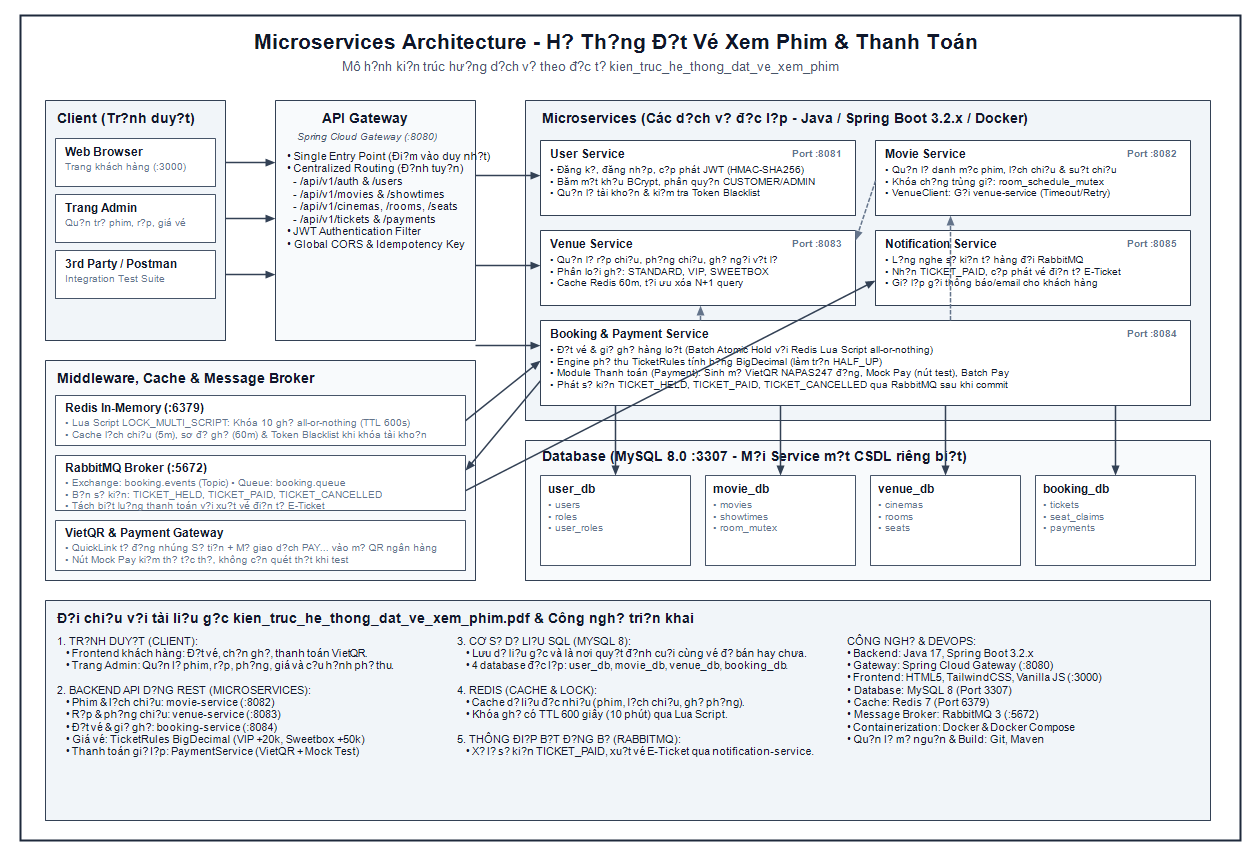 Microservices Architecture - H? Th?ng Đ?t Vé Xem Phim & Thanh Toán
Mô h?nh ki?n trúc hư?ng d?ch v? theo đ?c t? kien_truc_he_thong_dat_ve_xem_phim
Client (Tr?nh duy?t)
Web Browser
Trang khách hàng (:3000)
Trang Admin
Qu?n tr? phim, r?p, giá vé
3rd Party / Postman
Integration Test Suite
API Gateway
Spring Cloud Gateway (:8080)
• Single Entry Point (Đi?m vào duy nh?t)
• Centralized Routing (Đ?nh tuy?n)
- /api/v1/auth & /users
- /api/v1/movies & /showtimes
- /api/v1/cinemas, /rooms, /seats
- /api/v1/tickets & /payments
• JWT Authentication Filter
• Global CORS & Idempotency Key
Microservices (Các d?ch v? đ?c l?p - Java / Spring Boot 3.2.x / Docker)
User Service
Port :8081
• Đăng k?, đăng nh?p, c?p phát JWT (HMAC-SHA256)
• Băm m?t kh?u BCrypt, phân quy?n CUSTOMER/ADMIN
• Qu?n l? tài kho?n & ki?m tra Token Blacklist
Movie Service
Port :8082
• Qu?n l? danh m?c phim, l?ch chi?u & su?t chi?u
• Khóa ch?ng trùng gi?: room_schedule_mutex
• VenueClient: G?i venue-service (Timeout/Retry)
Venue Service
Port :8083
• Qu?n l? r?p chi?u, ph?ng chi?u, gh? ng?i v?t l?
• Phân lo?i gh?: STANDARD, VIP, SWEETBOX
• Cache Redis 60m, t?i ưu xóa N+1 query
Notification Service
Port :8085
• L?ng nghe s? ki?n t? hàng đ?i RabbitMQ
• Nh?n TICKET_PAID, c?p phát vé đi?n t? E-Ticket
• Gi? l?p g?i thông báo/email cho khách hàng
Booking & Payment Service
Port :8084
• Đ?t vé & gi? gh? hàng lo?t (Batch Atomic Hold v?i Redis Lua Script all-or-nothing)
• Engine ph? thu TicketRules tính b?ng BigDecimal (làm tr?n HALF_UP)
• Module Thanh toán (Payment): Sinh m? VietQR NAPAS247 đ?ng, Mock Pay (nút test), Batch Pay
• Phát s? ki?n TICKET_HELD, TICKET_PAID, TICKET_CANCELLED qua RabbitMQ sau khi commit
Middleware, Cache & Message Broker
Redis In-Memory (:6379)
• Lua Script LOCK_MULTI_SCRIPT: Khóa 10 gh? all-or-nothing (TTL 600s)
• Cache l?ch chi?u (5m), sơ đ? gh? (60m) & Token Blacklist khi khóa tài kho?n
RabbitMQ Broker (:5672)
• Exchange: booking.events (Topic) • Queue: booking.queue
• B?n s? ki?n: TICKET_HELD, TICKET_PAID, TICKET_CANCELLED
• Tách bi?t lu?ng thanh toán v?i xu?t vé đi?n t? E-Ticket
VietQR & Payment Gateway
• QuickLink t? đ?ng nhúng S? ti?n + M? giao d?ch PAY... vào m? QR ngân hàng
• Nút Mock Pay ki?m th? t?c th?, không c?n quét th?t khi test
Database (MySQL 8.0 :3307 - M?i Service m?t CSDL riêng bi?t)
user_db
• users
• roles
• user_roles
movie_db
• movies
• showtimes
• room_mutex
venue_db
• cinemas
• rooms
• seats
booking_db
• tickets
• seat_claims
• payments
Đ?i chi?u v?i tài li?u g?c kien_truc_he_thong_dat_ve_xem_phim.pdf & Công ngh? tri?n khai
1. TR?NH DUY?T (CLIENT):
• Frontend khách hàng: Đ?t vé, ch?n gh?, thanh toán VietQR.
• Trang Admin: Qu?n l? phim, r?p, ph?ng, giá và c?u h?nh ph? thu.
2. BACKEND API D?NG REST (MICROSERVICES):
• Phim & l?ch chi?u: movie-service (:8082)
• R?p & ph?ng chi?u: venue-service (:8083)
• Đ?t vé & gi? gh?: booking-service (:8084)
• Giá vé: TicketRules BigDecimal (VIP +20k, Sweetbox +50k)
• Thanh toán gi? l?p: PaymentService (VietQR + Mock Test)
3. CƠ S? D? LI?U SQL (MYSQL 8):
• Lưu d? li?u g?c và là nơi quy?t đ?nh cu?i cùng vé đ? bán hay chưa.
• 4 database đ?c l?p: user_db, movie_db, venue_db, booking_db.
4. REDIS (CACHE & LOCK):
• Cache d? li?u đ?c nhi?u (phim, l?ch chi?u, gh? ph?ng).
• Khóa gh? có TTL 600 giây (10 phút) qua Lua Script.
5. THÔNG ĐI?P B?T Đ?NG B? (RABBITMQ):
• X? l? s? ki?n TICKET_PAID, xu?t vé E-Ticket qua notification-service.
CÔNG NGH? & DEVOPS:
• Backend: Java 17, Spring Boot 3.2.x
• Gateway: Spring Cloud Gateway (:8080)
• Frontend: HTML5, TailwindCSS, Vanilla JS (:3000)
• Database: MySQL 8 (Port 3307)
• Cache: Redis 7 (Port 6379)
• Message Broker: RabbitMQ 3 (:5672)
• Containerization: Docker & Docker Compose
• Qu?n l? m? ngu?n & Build: Git, Maven